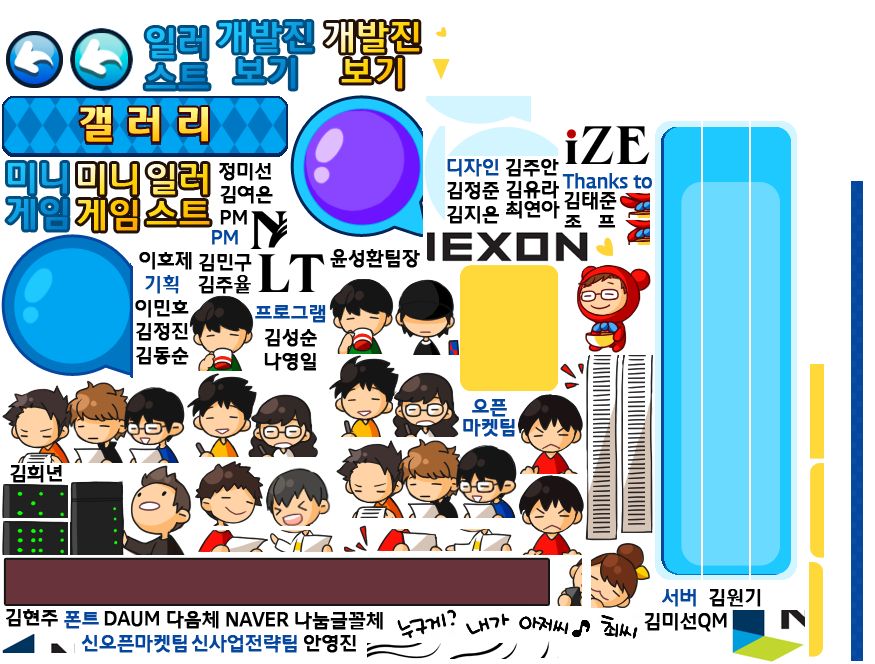 일러
스트
개발진
보기
개발진
보기
갤러리
미니
게임
미니
게임
일러
스트
정미선
김여은
PM
PM
디자인 김주안
김정준 김유라
김지은 최연아
iZE
Thanks to
김태준
조 프
NEXON
이호제
기획
이민호
김정진
김동순
김민구
김주율
LT
윤성환팀장
프로그램
김성순
나영일
오픈
마켓팀
김희년
서버 김원기
김현주 폰트 DAUM 다음체 NAVER 나눔글꼴체
누구게? 내가 아저씨 최씨
김미선QM
신오픈마켓팀 신사업전략팀 안영진